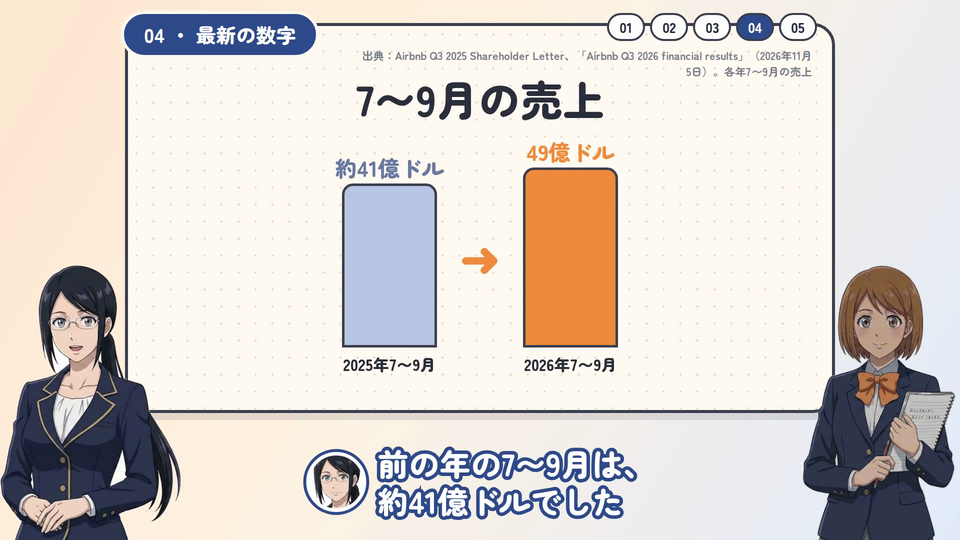 04 ・ 最新の数字
01 02 03 04 05
出典：Airbnb Q3 2025 Shareholder Letter、「Airbnb Q3 2026 financial results」（2026年11月
5日）。各年7〜9月の売上
7〜9月の売上
約41億ドル
49億ドル
2025年7〜9月
2026年7〜9月
前の年の7〜9月は、
約41億ドルでした